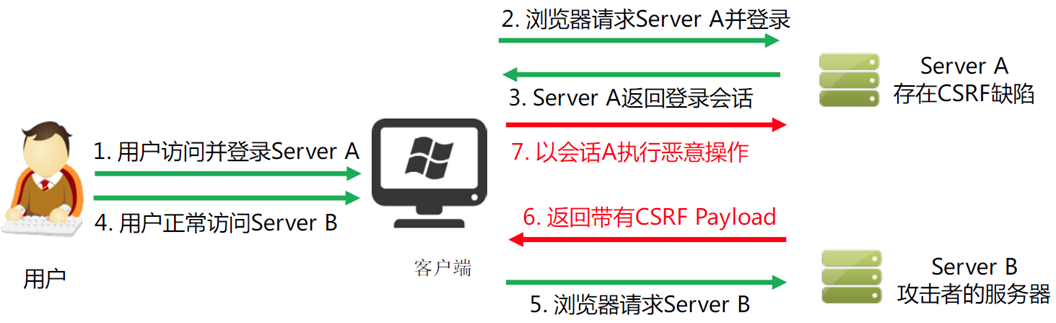 2. 浏览器请求Server A并登录
Server A
存在CSRF缺陷
3. Server A返回登录会话
1. 用户访问并登录Server A
7. 以会话A执行恶意操作
4. 用户正常访问Server B
6. 返回带有CSRF Payload
用户
客户端
Server B
攻击者的服务器
5. 浏览器请求Server B